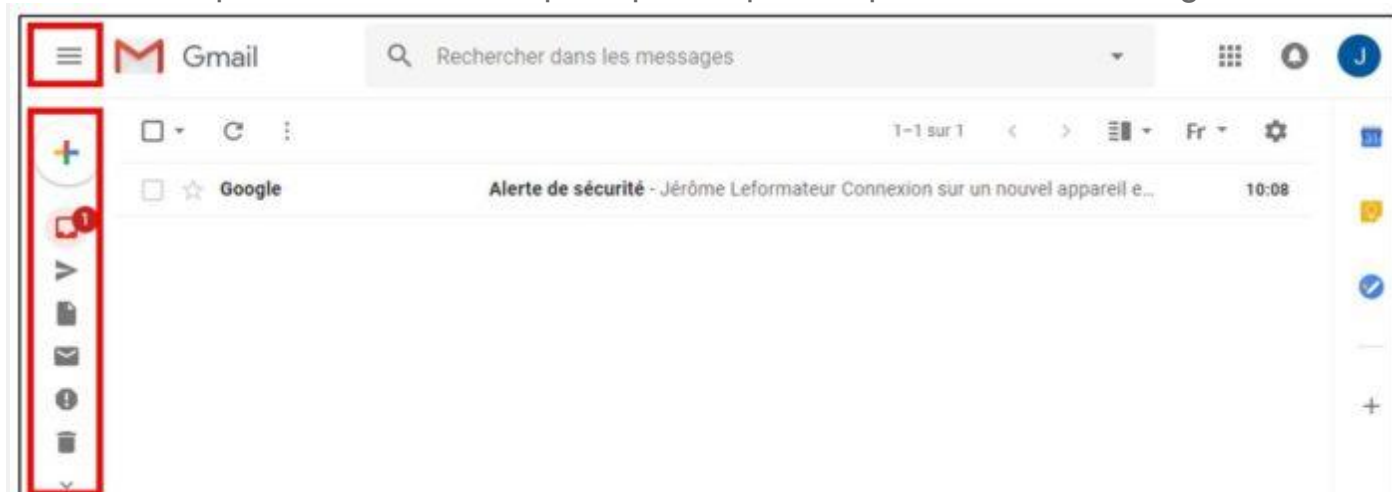 Gmail
Rechercher dans les messages
J
1-1 sur 1
Fr
31
Google Alerte de sécurité - Jérôme Leformateur Connexion sur un nouvel appareil e... 10:08
1